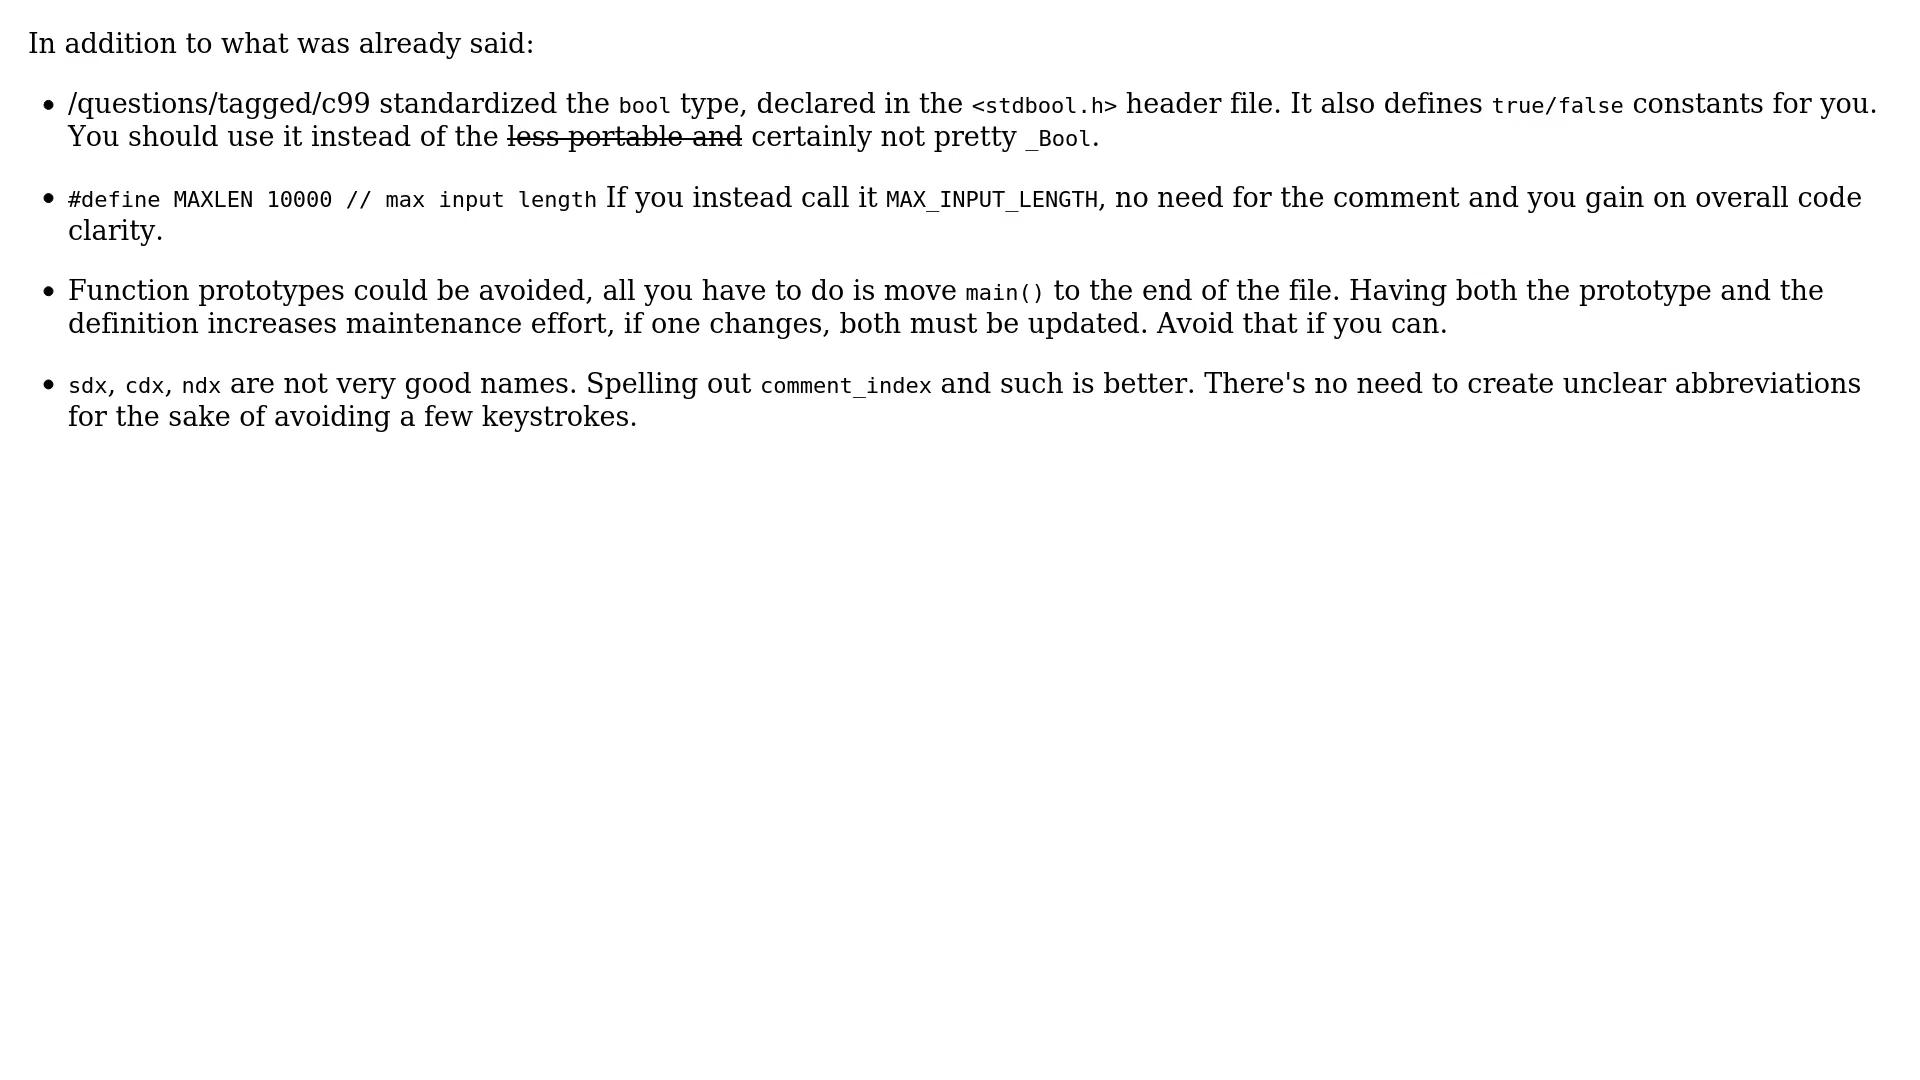 In addition to what was already said:
/questions/tagged/c99 standardized the bool type, declared in the <stdbool.h> header file. It also defines true/false constants for you.
You should use it instead of the less portable and certainly not pretty _Bool.
#define MAXLEN 10000 // max input length If you instead call it MAX_INPUT_LENGTH, no need for the comment and you gain on overall code
clarity.
Function prototypes could be avoided, all you have to do is move main() to the end of the file. Having both the prototype and the
definition increases maintenance effort, if one changes, both must be updated. Avoid that if you can.
sdx, cdx, ndx are not very good names. Spelling out comment_index and such is better. There's no need to create unclear abbreviations
for the sake of avoiding a few keystrokes.